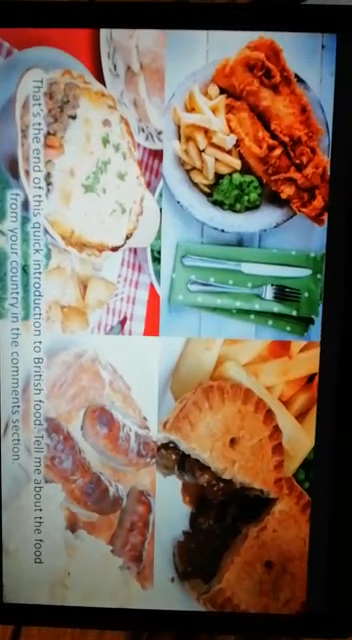 That's the end of this quick introduction to British food. Tell me about the food
from your country in the comments section.